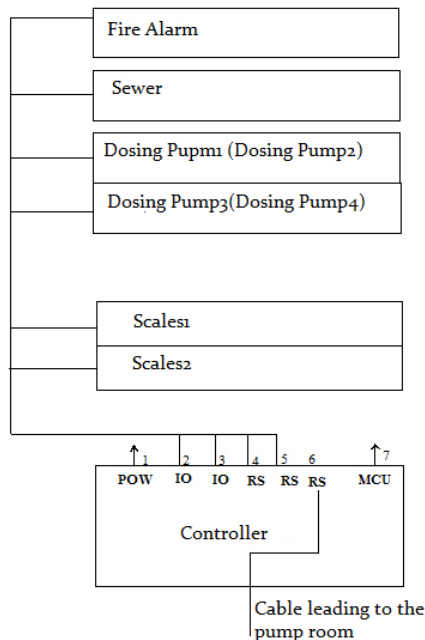 Fire Alarm
Sewer
Dosing Pupm1 (Dosing Pump2)
Dosing Pump3(Dosing Pump4)
Scales1
Scales2
1 2 3 4 5 6 7
POW IO IO RS RS RS MCU
Controller
Cable leading to the
pump room